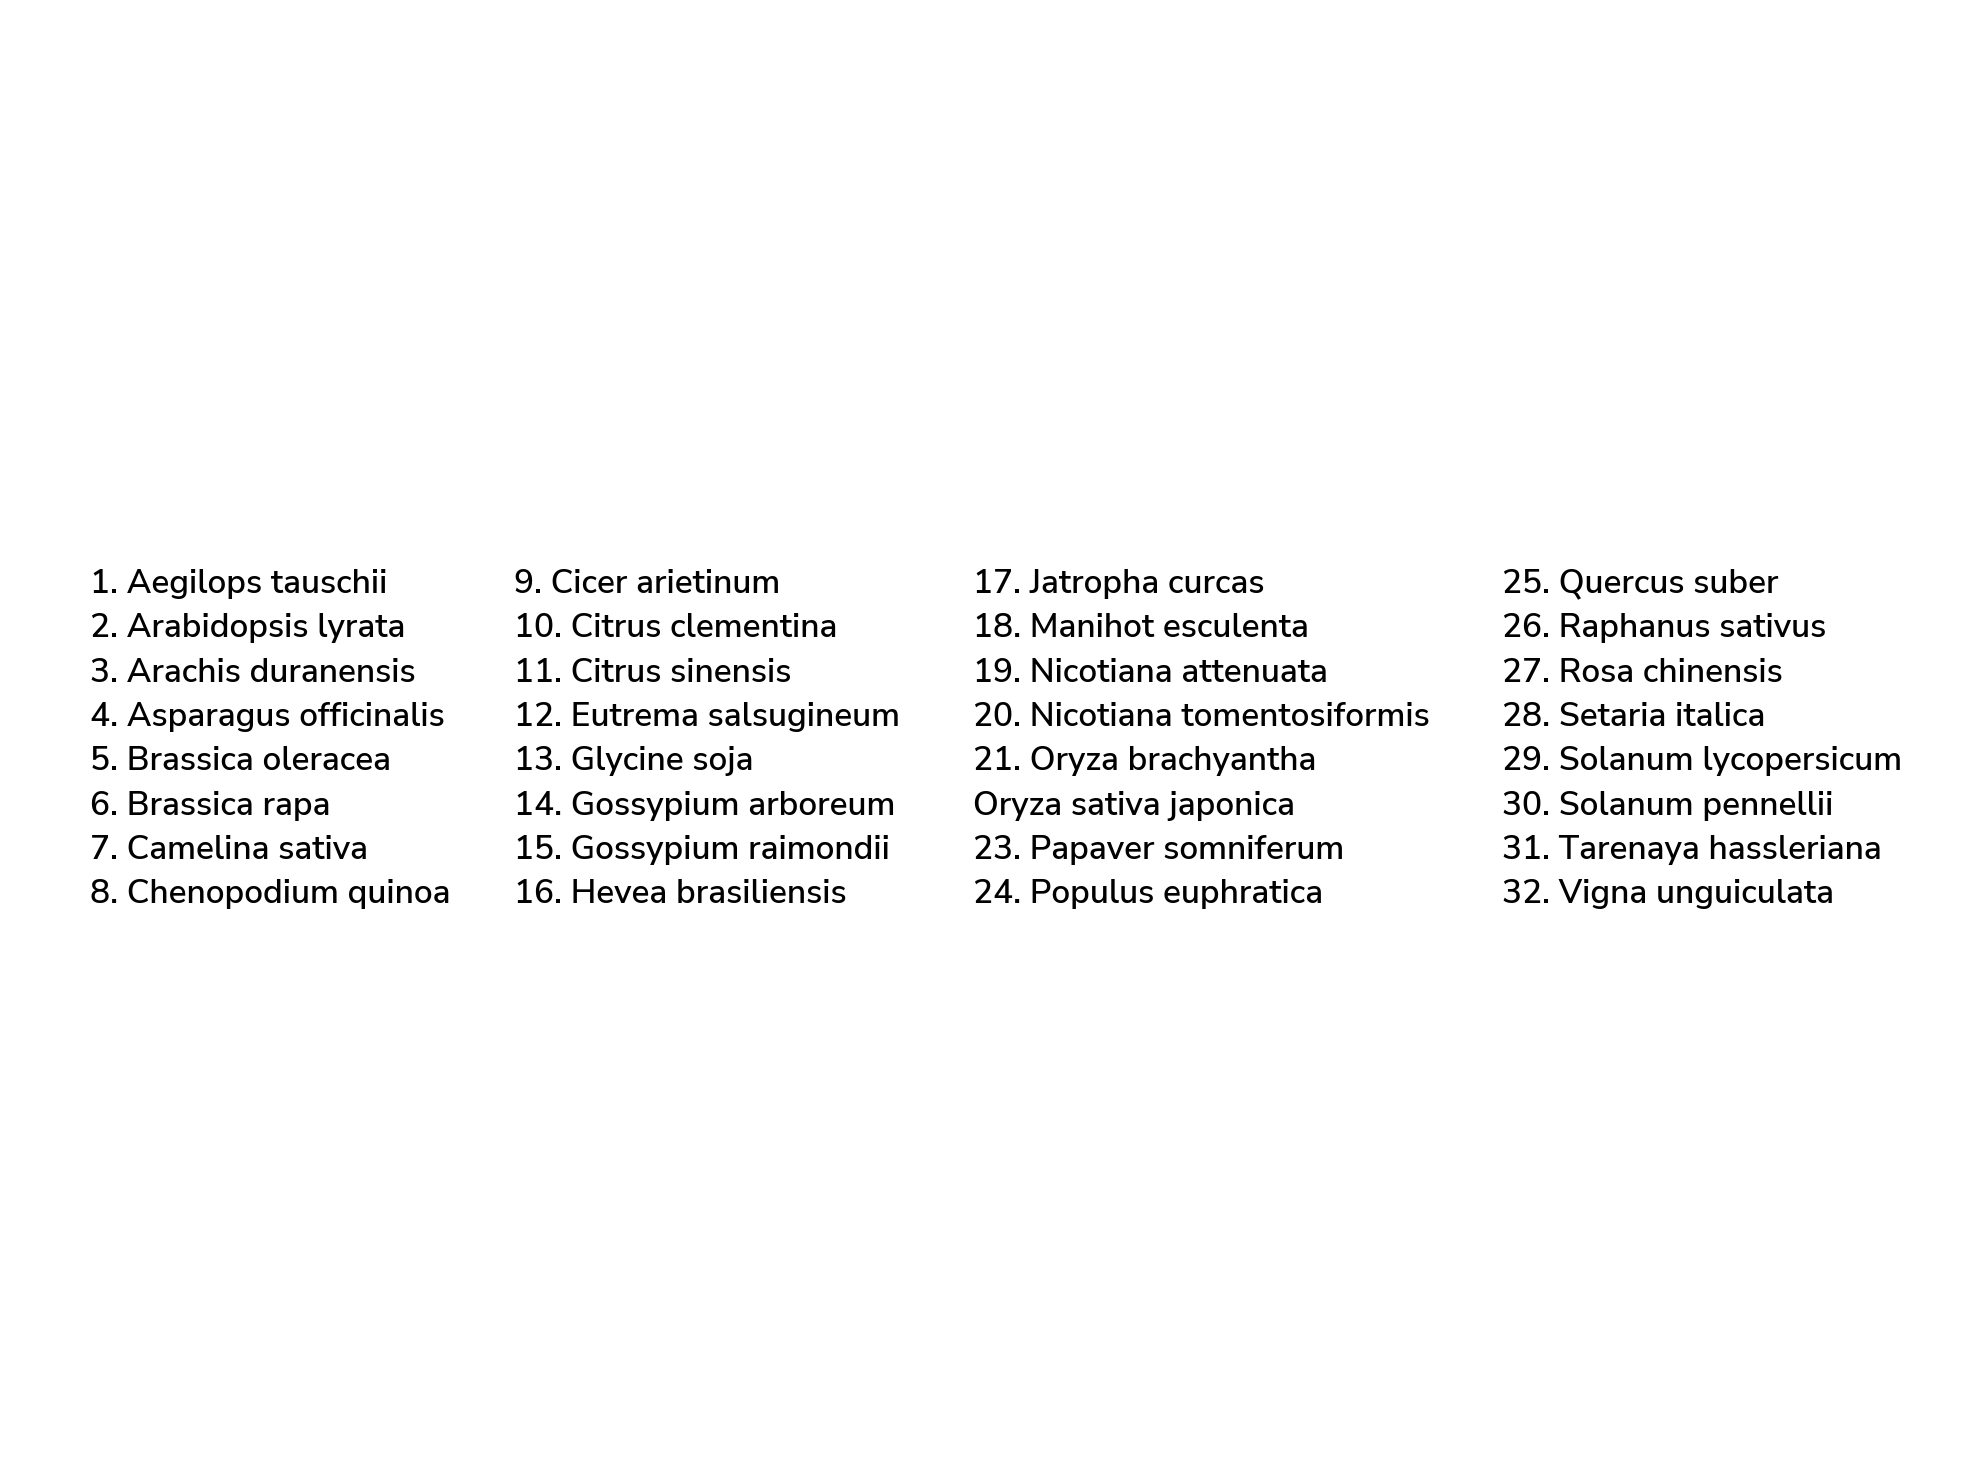 1. Aegilops tauschii
2. Arabidopsis lyrata
3. Arachis duranensis
4. Asparagus officinalis
5. Brassica oleracea
6. Brassica rapa
7. Camelina sativa
8. Chenopodium quinoa
9. Cicer arietinum
10. Citrus clementina
11. Citrus sinensis
12. Eutrema salsugineum
13. Glycine soja
14. Gossypium arboreum
15. Gossypium raimondii
16. Hevea brasiliensis
17. Jatropha curcas
18. Manihot esculenta
19. Nicotiana attenuata
20. Nicotiana tomentosiformis
21. Oryza brachyantha
Oryza sativa japonica
23. Papaver somniferum
24. Populus euphratica
25. Quercus suber
26. Raphanus sativus
27. Rosa chinensis
28. Setaria italica
29. Solanum lycopersicum
30. Solanum pennellii
31. Tarenaya hassleriana
32. Vigna unguiculata